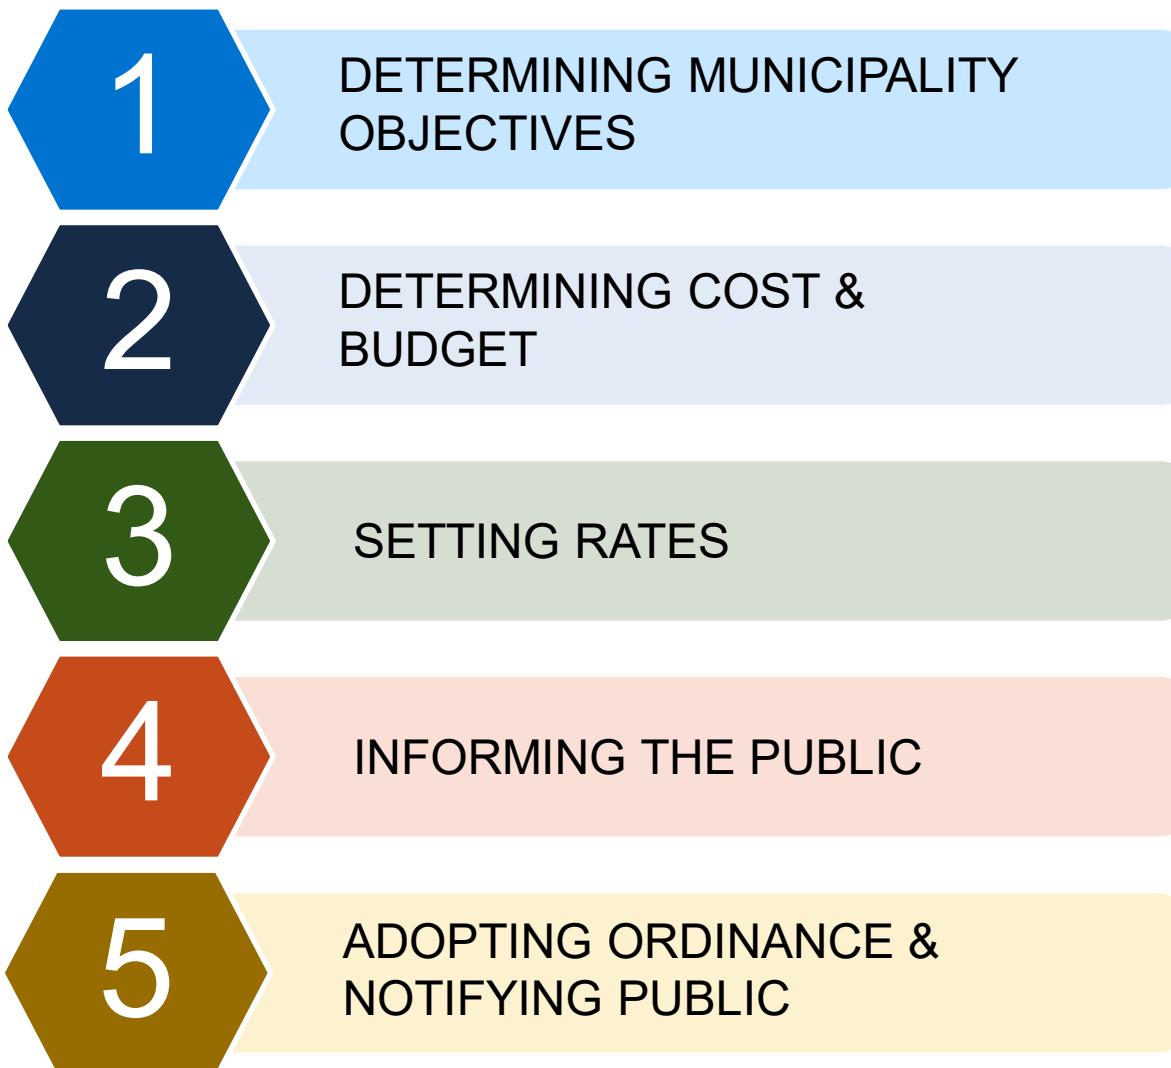 1
DETERMINING MUNICIPALITY
OBJECTIVES
2
DETERMINING COST &
BUDGET
3
SETTING RATES
4
INFORMING THE PUBLIC
5
ADOPTING ORDINANCE &
NOTIFYING PUBLIC